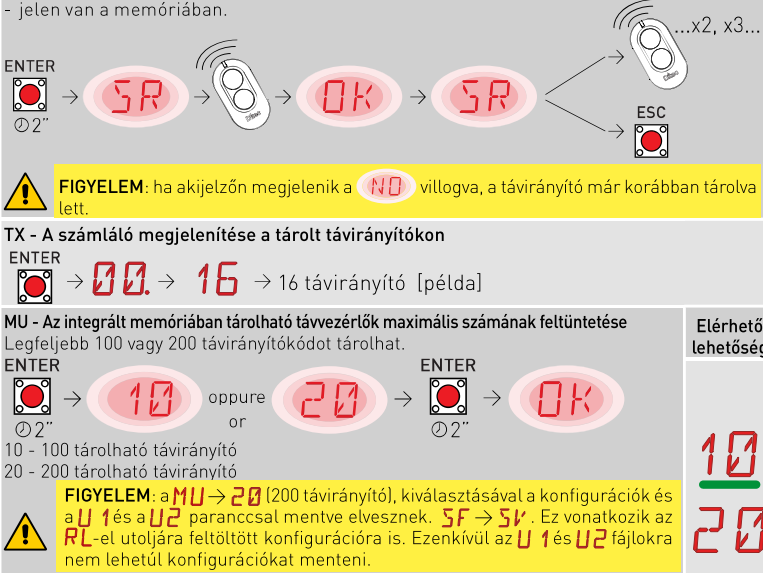 - jelen van a memóriában.
...x2, x3...
ENTER
SR
OK
SR
2"
ESC
FIGYELEM: ha akijelzőn megjelenik a NO villogva, a távirányító már korábban tárolva
lett.
TX - A számláló megjelenítése a tárolt távirányítókon
ENTER
→ 00. → 16 → 16 távirányító [példa]
MU - Az integrált memóriában tárolható távvezérlők maximális számának feltüntetése
Legfeljebb 100 vagy 200 távirányítókódot tárolhat.
ENTER
2"
10
oppure
or
20
ENTER
2"
OK
10 - 100 tárolható távirányító
20 - 200 tárolható távirányító
FIGYELEM: a MU → 20 (200 távirányító), kiválasztásával a konfigurációk és
a U1 és a U2 paranccsal mentve elvesznek. SF → SV. Ez vonatkozik az
RL-el utoljára feltöltött konfigurációra is. Ezenkívül az U1 és U2 fájlokra
nem lehetúl konfigurációkat menteni.
Elérhető
lehetőség
10
20